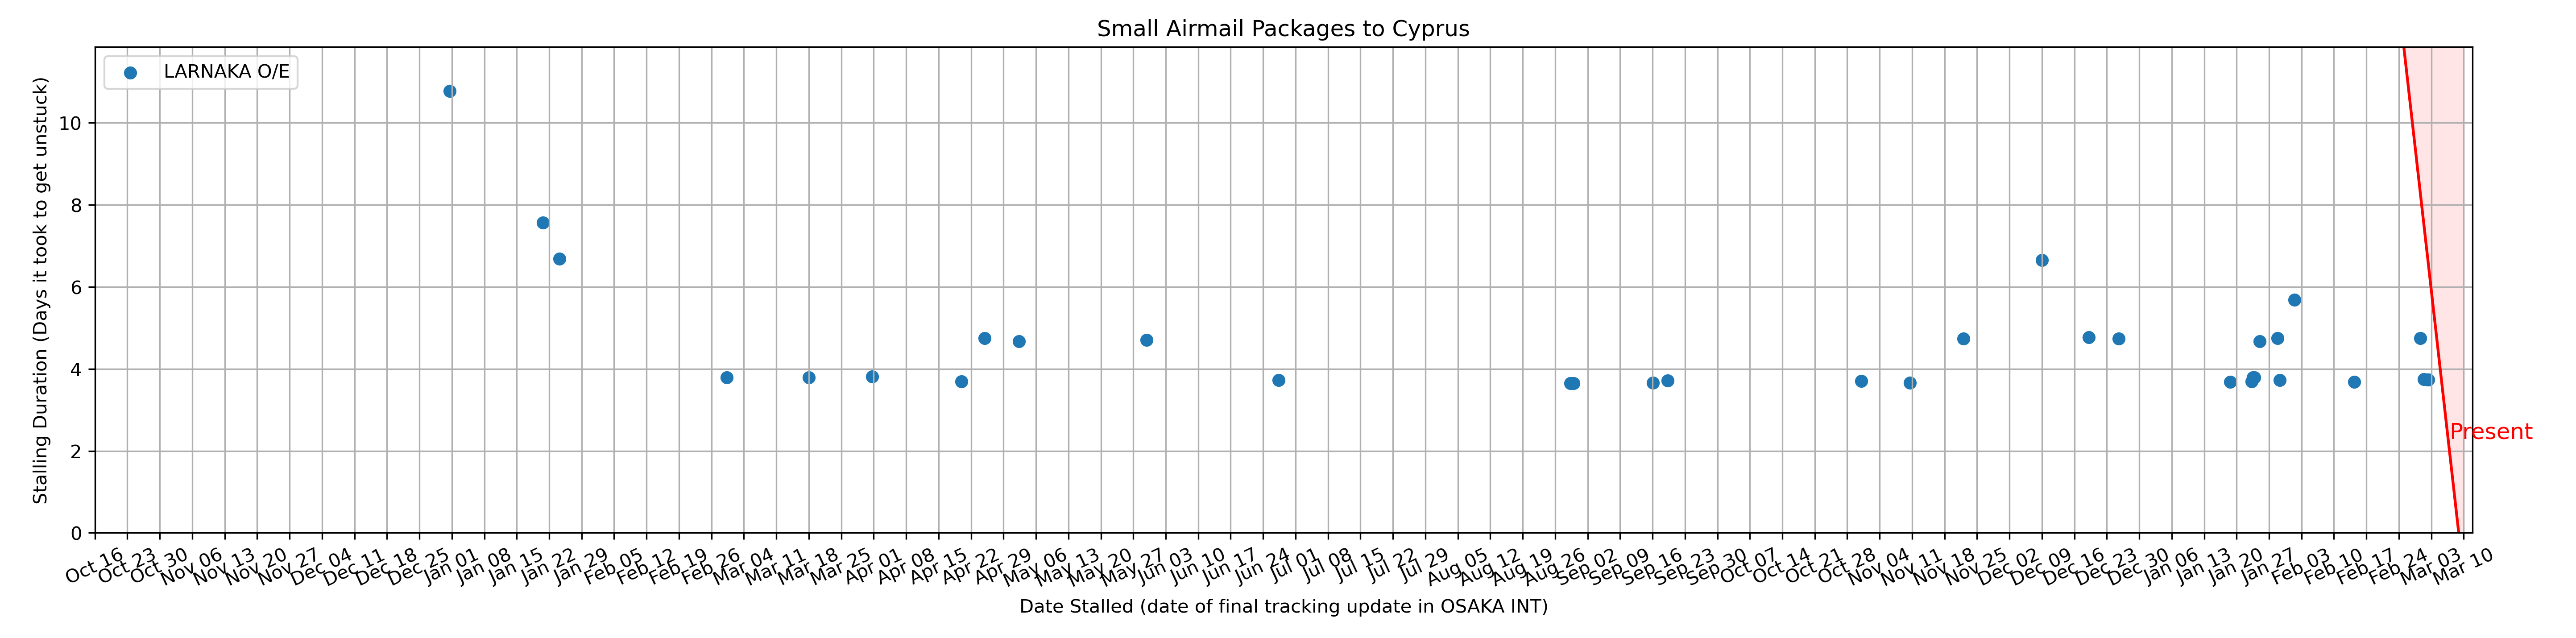 Small Airmail Packages to Cyprus
LARNAKA O/E
Stalling Duration (Days it took to get unstuck)
10
8
6
4
2
0
Present
Oct 16
Oct 23
Oct 30
Nov 06
Nov 13
Nov 20
Nov 27
Dec 04
Dec 11
Dec 18
Dec 25
Jan 01
Jan 08
Jan 15
Jan 22
Jan 29
Feb 05
Feb 12
Feb 19
Feb 26
Mar 04
Mar 11
Mar 18
Mar 25
Apr 01
Apr 08
Apr 15
Apr 22
Apr 29
May 06
May 13
May 20
May 27
Jun 03
Jun 10
Jun 17
Jun 24
Jul 01
Jul 08
Jul 15
Jul 22
Jul 29
Aug 05
Aug 12
Aug 19
Aug 26
Sep 02
Sep 09
Sep 16
Sep 23
Sep 30
Oct 07
Oct 14
Oct 21
Oct 28
Nov 04
Nov 11
Nov 18
Nov 25
Dec 02
Dec 09
Dec 16
Dec 23
Dec 30
Jan 06
Jan 13
Jan 20
Jan 27
Feb 03
Feb 10
Feb 17
Feb 24
Mar 03
Mar 10
Date Stalled (date of final tracking update in OSAKA INT)